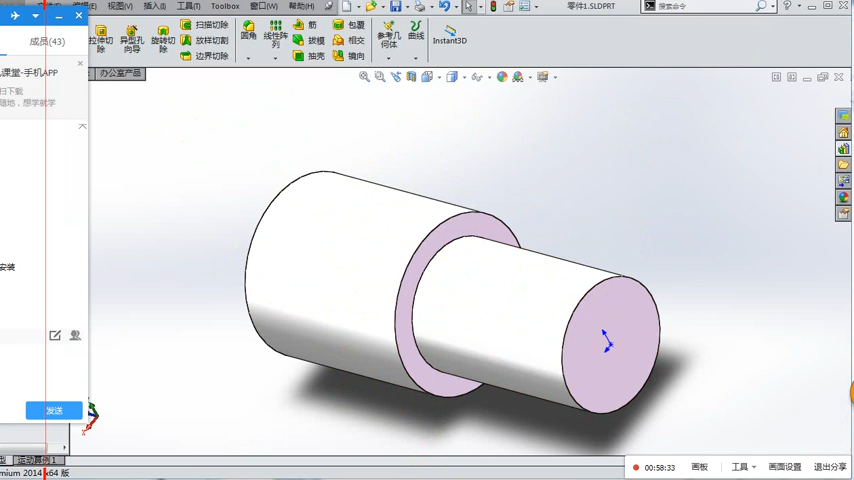 编辑(E) 视图(V) 插入(I) 工具(T) Toolbox 窗口(W) 帮助(H) 零件1.SLDPRT 搜索命令
拉伸切除 异型孔向导 旋转切除 扫描切除 放样切割 边界切除 圆角 线性阵列 筋 拔模 抽壳 包覆 相交 镜向 参考几何体 曲线 Instant3D
办公室产品
成员(43)
课堂-手机APP
扫下载
随地，想学就学
安装
发送
型 运动算例1
mium 2014 x64 版
00:58:33 画板 工具 画面设置 退出分享